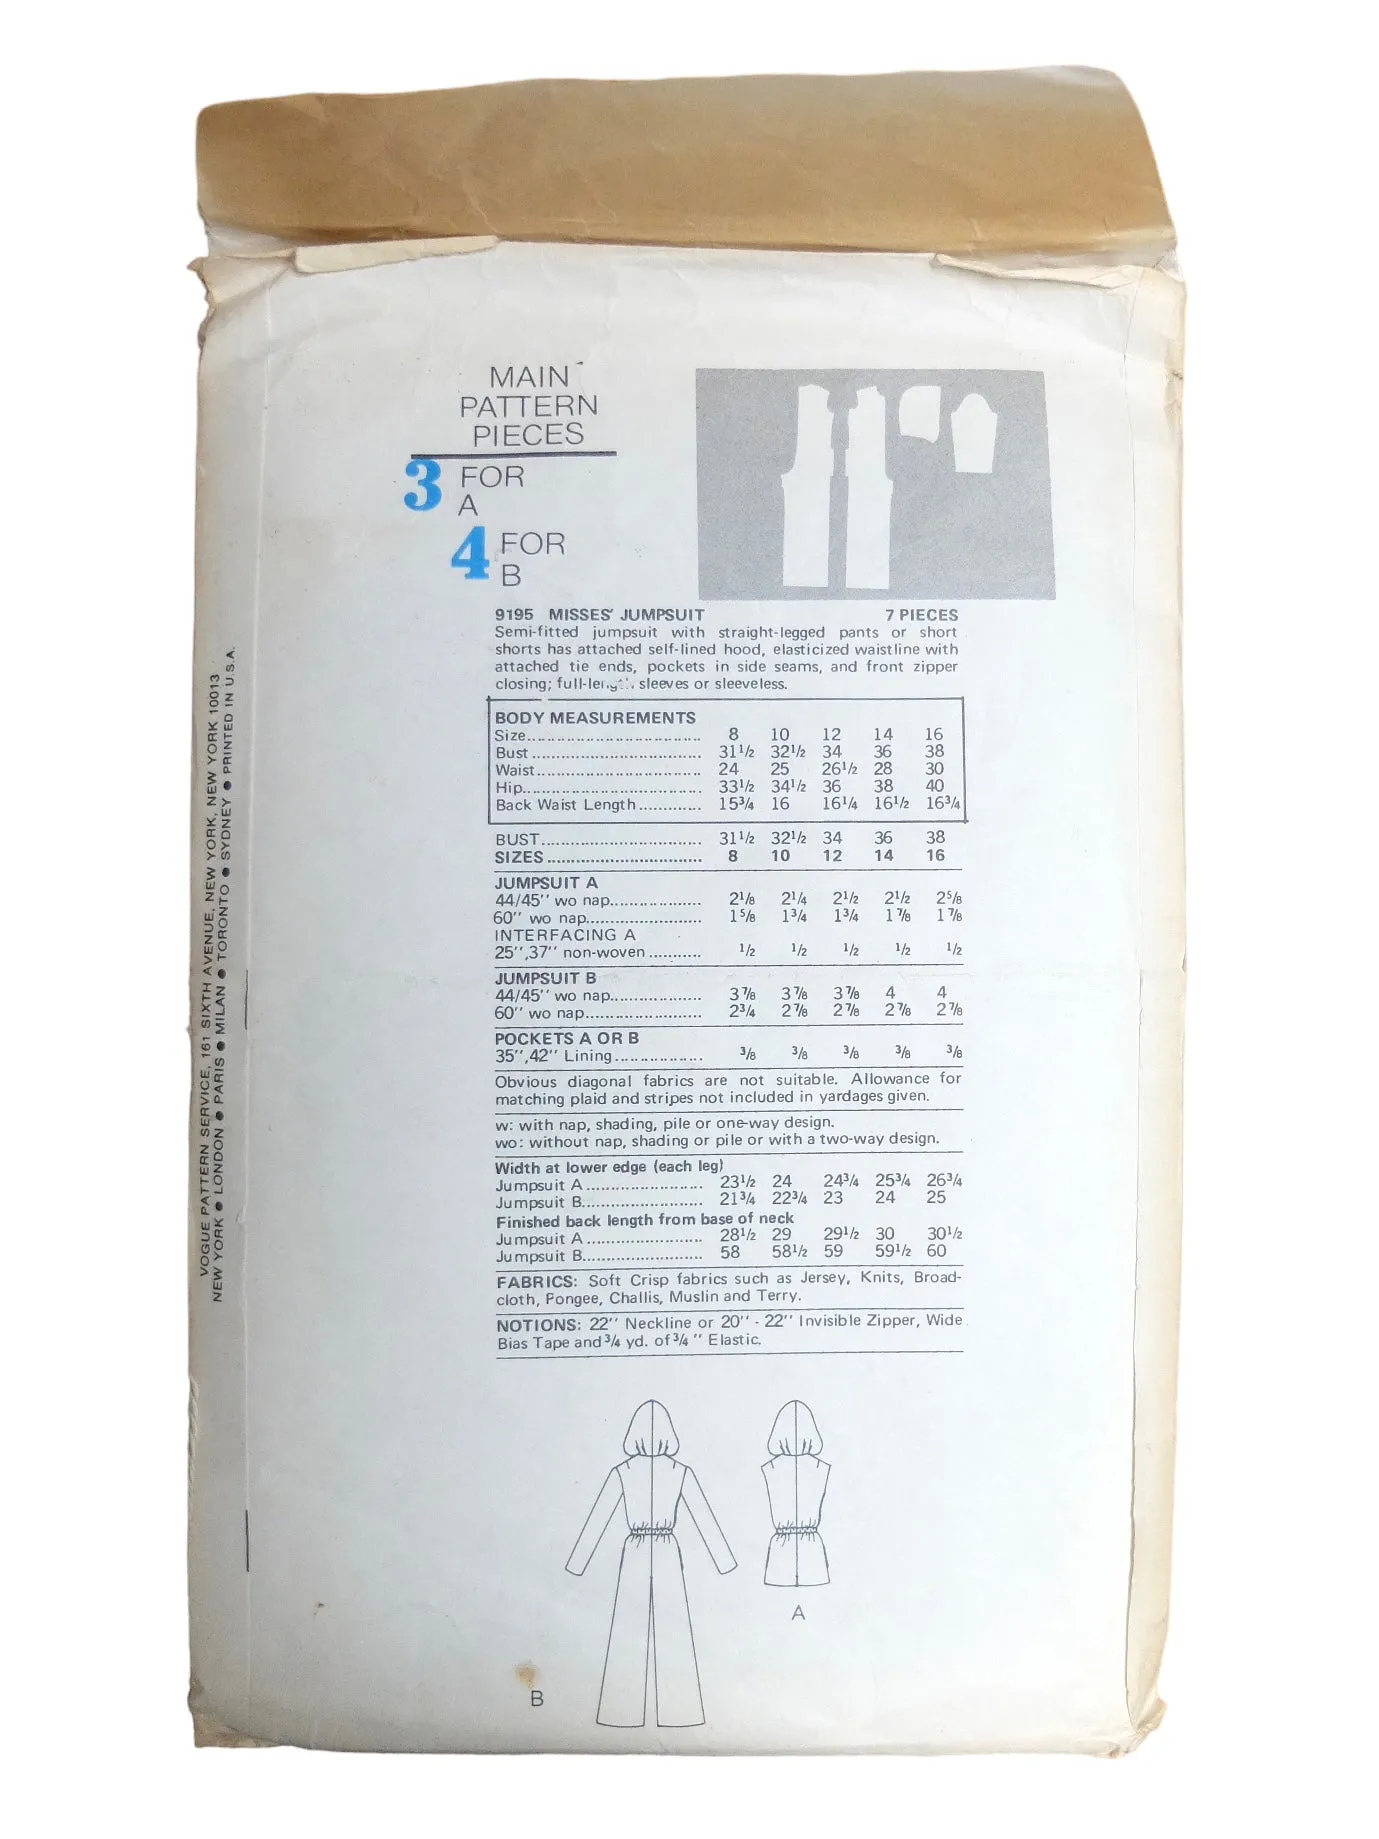 MAIN
PATTERN
PIECES
3 FOR
A
4 FOR
B
9195 MISSES' JUMPSUIT 7 PIECES
Semi-fitted jumpsuit with straight-legged pants or short
shorts has attached self-lined hood, elasticized waistline with
attached tie ends, pockets in side seams, and front zipper
closing; full-length sleeves or sleeveless.
BODY MEASUREMENTS
Size.................................. 8 10 12 14 16
Bust .................................. 31½ 32½ 34 36 38
Waist................................. 24 25 26½ 28 30
Hip.................................... 33½ 34½ 36 38 40
Back Waist Length ............. 15¾ 16 16¼ 16½ 16¾
BUST................................ 31½ 32½ 34 36 38
SIZES ............................... 8 10 12 14 16
JUMPSUIT A
44/45'' wo nap................... 2⅛ 2¼ 2½ 2½ 2⅝
60'' wo nap....................... 1⅝ 1¾ 1¾ 1⅞ 1⅞
INTERFACING A
25'',37'' non-woven ........... ½ ½ ½ ½ ½
JUMPSUIT B
44/45'' wo nap................... 3⅞ 3⅞ 3⅞ 4 4
60'' wo nap........................ 2¾ 2⅞ 2⅞ 2⅞ 2⅞
POCKETS A OR B
35'',42'' Lining.................. ⅜ ⅜ ⅜ ⅜ ⅜
Obvious diagonal fabrics are not suitable. Allowance for
matching plaid and stripes not included in yardages given.
w: with nap, shading, pile or one-way design.
wo: without nap, shading or pile or with a two-way design.
Width at lower edge (each leg)
Jumpsuit A ........................ 23½ 24 24¾ 25¾ 26¾
Jumpsuit B......................... 21¾ 22¾ 23 24 25
Finished back length from base of neck
Jumpsuit A ........................ 28½ 29 29½ 30 30½
Jumpsuit B......................... 58 58½ 59 59½ 60
FABRICS: Soft Crisp fabrics such as Jersey, Knits, Broad-
cloth, Pongee, Challis, Muslin and Terry.
NOTIONS: 22'' Neckline or 20'' - 22'' Invisible Zipper, Wide
Bias Tape and ¾ yd. of ¾ '' Elastic.
A
B
VOGUE PATTERN SERVICE, 161 SIXTH AVENUE, NEW YORK, NEW YORK 10013
NEW YORK ● LONDON ● PARIS ● MILAN ● TORONTO ● SYDNEY ● PRINTED IN U.S.A.